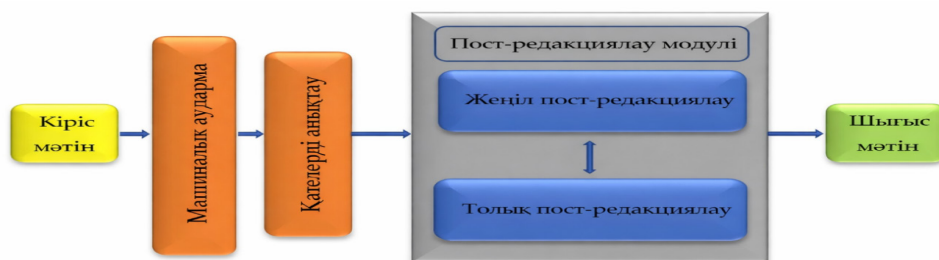 Кіріс
мәтін
Машиналық аударма
Қателерді анықтау
Пост-редакциялау модулі
Жеңіл пост-редакциялау
Толық пост-редакциялау
Шығыс
мәтін